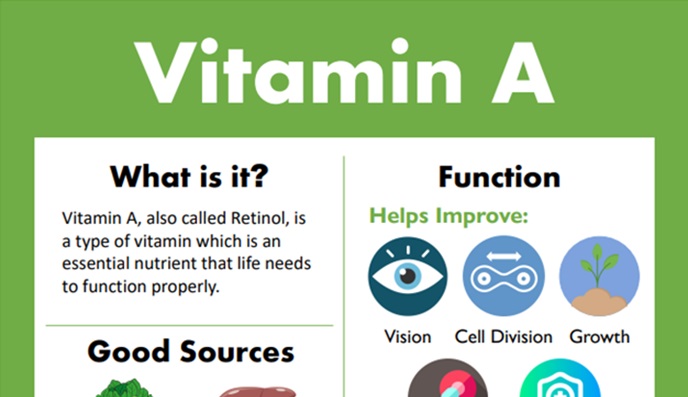 Vitamin A
What is it?
Vitamin A, also called Retinol, is
a type of vitamin which is an
essential nutrient that life needs
to function properly.
Good Sources
Function
Helps Improve:
Vision Cell Division Growth